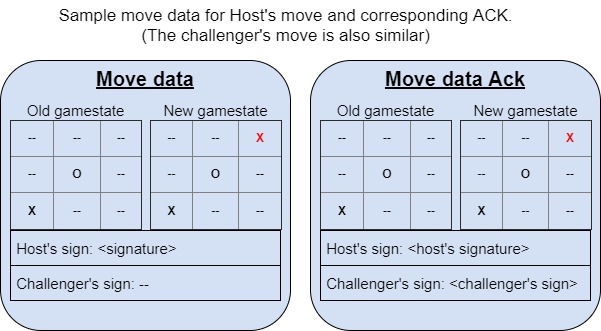 Sample move data for Host's move and corresponding ACK.
(The challenger's move is also similar)
Move data
Old gamestate New gamestate
-- -- -- -- -- X
-- O -- -- O --
X -- -- X -- --
Host's sign: <signature>
Challenger's sign: --
Move data Ack
Old gamestate New gamestate
-- -- -- -- -- X
-- O -- -- O --
X -- -- X -- --
Host's sign: <host's signature>
Challenger's sign: <challenger's sign>